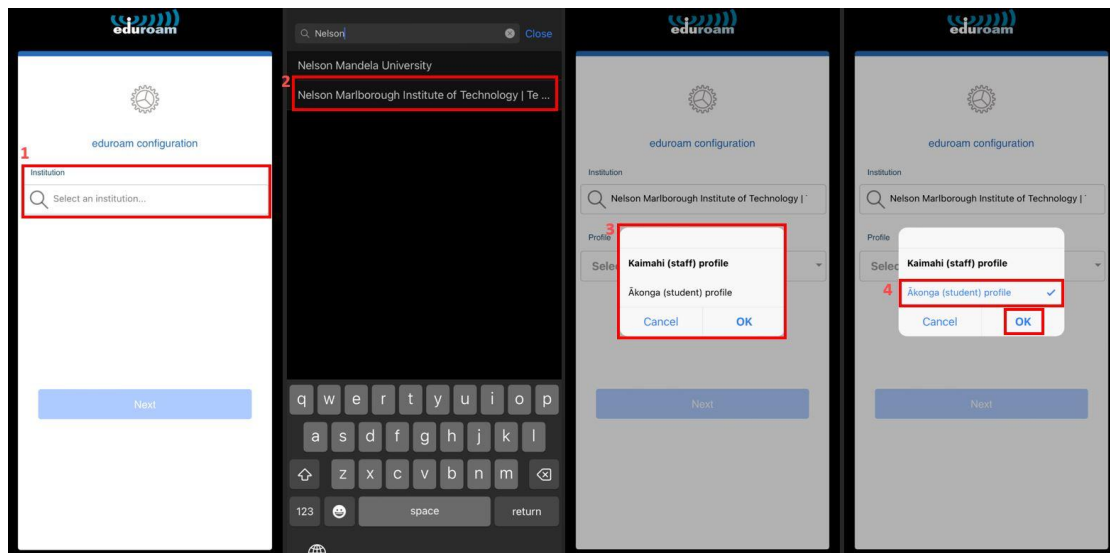 eduroam
eduroam configuration
1
Institution
Select an institution...
Next
Nelson
Close
Nelson Mandela University
2
Nelson Marlborough Institute of Technology | Te ...
q w e r t y u i o p
a s d f g h j k l
z x c v b n m
123
space
return
eduroam
eduroam configuration
Institution
Nelson Marlborough Institute of Technology |
Profile
3
Selec
Kaimahi (staff) profile
Ākonga (student) profile
Cancel
OK
Next
eduroam
eduroam configuration
Institution
Nelson Marlborough Institute of Technology |
Profile
Selec
Kaimahi (staff) profile
4
Ākonga (student) profile
Cancel
OK
Next